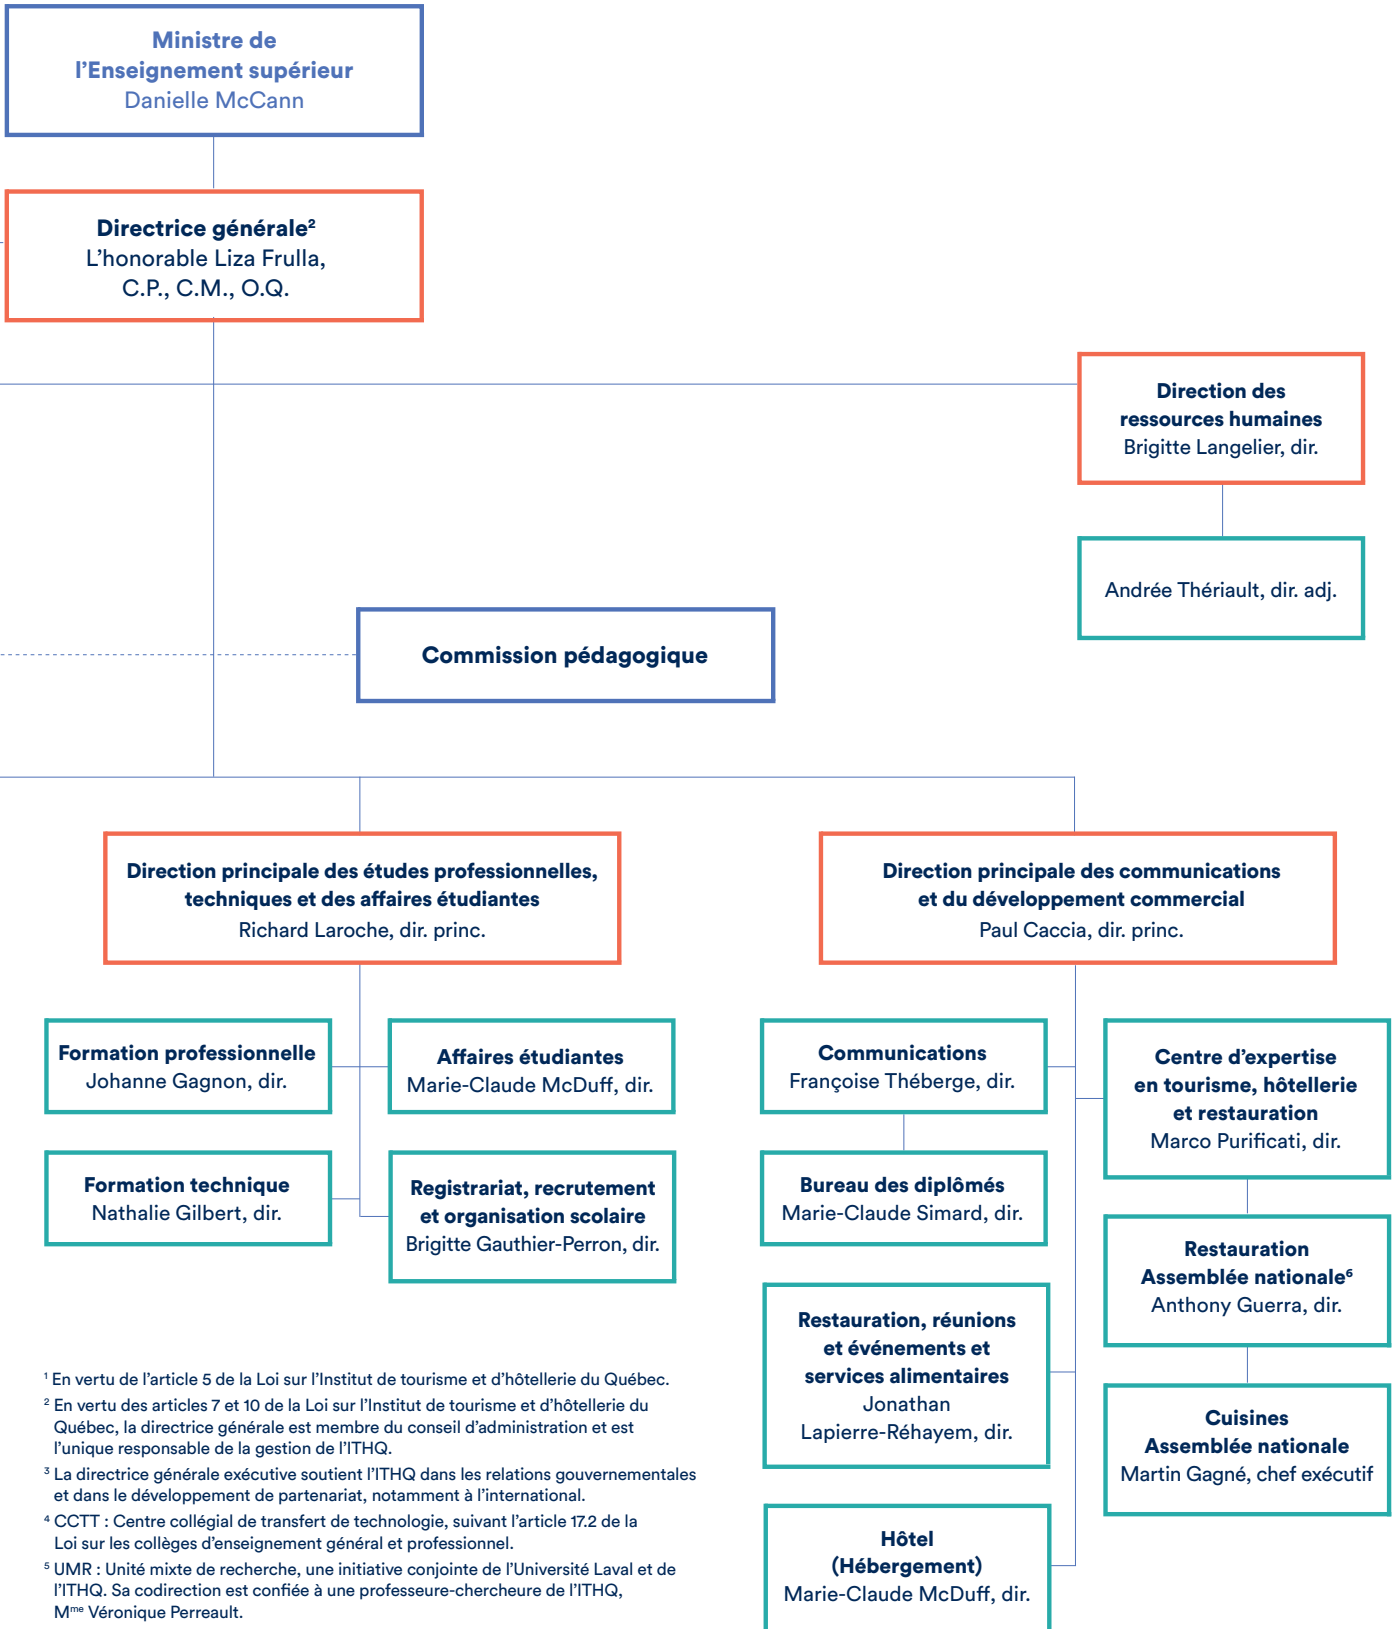 Ministre de
l’Enseignement supérieur
Danielle McCann
Directrice générale²
L’honorable Liza Frulla,
C.P., C.M., O.Q.
Direction des
ressources humaines
Brigitte Langelier, dir.
Andrée Thériault, dir. adj.
Commission pédagogique
Direction principale des études professionnelles,
techniques et des affaires étudiantes
Richard Laroche, dir. princ.
Direction principale des communications
et du développement commercial
Paul Caccia, dir. princ.
Formation professionnelle
Johanne Gagnon, dir.
Affaires étudiantes
Marie-Claude McDuff, dir.
Formation technique
Nathalie Gilbert, dir.
Registrariat, recrutement
et organisation scolaire
Brigitte Gauthier-Perron, dir.
Communications
Françoise Théberge, dir.
Bureau des diplômés
Marie-Claude Simard, dir.
Restauration, réunions
et événements et
services alimentaires
Jonathan
Lapierre-Réhayem, dir.
Hôtel
(Hébergement)
Marie-Claude McDuff, dir.
Centre d’expertise
en tourisme, hôtellerie
et restauration
Marco Purificati, dir.
Restauration
Assemblée nationale⁶
Anthony Guerra, dir.
Cuisines
Assemblée nationale
Martin Gagné, chef exécutif
¹ En vertu de l’article 5 de la Loi sur l’Institut de tourisme et d’hôtellerie du Québec.
² En vertu des articles 7 et 10 de la Loi sur l’Institut de tourisme et d’hôtellerie du
Québec, la directrice générale est membre du conseil d’administration et est
l’unique responsable de la gestion de l’ITHQ.
³ La directrice générale exécutive soutient l’ITHQ dans les relations gouvernementales
et dans le développement de partenariat, notamment à l’international.
⁴ CCTT : Centre collégial de transfert de technologie, suivant l’article 17.2 de la
Loi sur les collèges d’enseignement général et professionnel.
⁵ UMR : Unité mixte de recherche, une initiative conjointe de l’Université Laval et de
l’ITHQ. Sa codirection est confiée à une professeure-chercheure de l’ITHQ,
Mᵐᵉ Véronique Perreault.